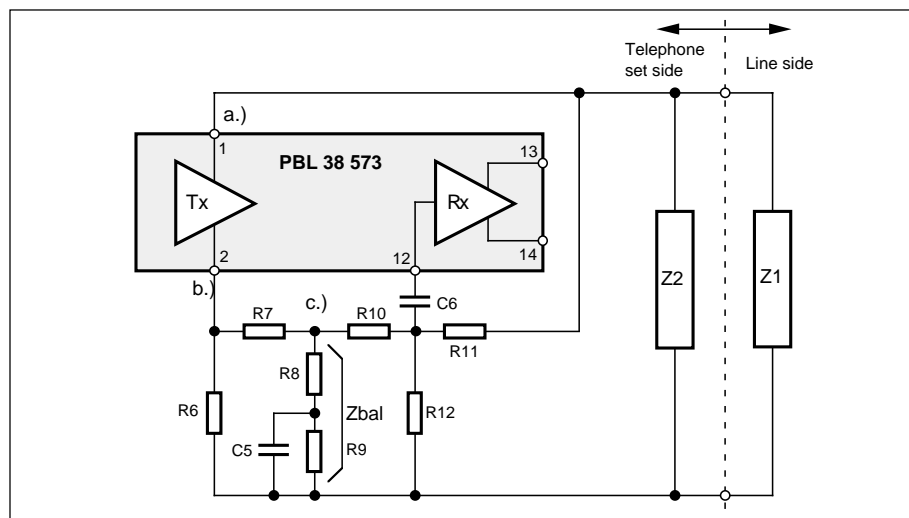 Telephone
set side
Line side
a.)
1
PBL 38 573
13
Tx
Rx
14
2
12
b.)
c.)
C6
R7
R10
R11
Z2
Z1
R8
R6
Zbal
R12
C5
R9